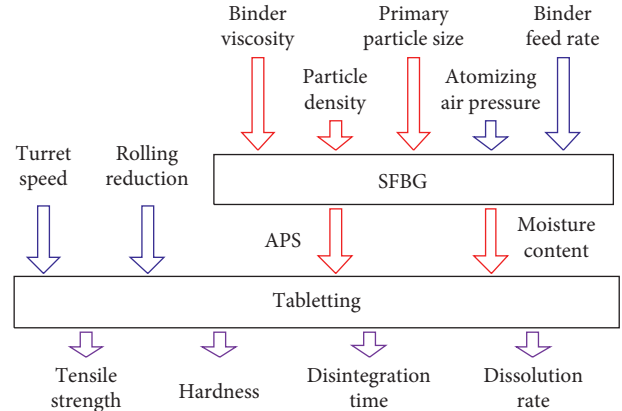 Binder
viscosity
Primary
particle size
Binder
feed rate
Particle
density
Atomizing
air pressure
Turret
speed
Rolling
reduction
SFBG
APS
Moisture
content
Tabletting
Tensile
strength
Hardness
Disintegration
time
Dissolution
rate